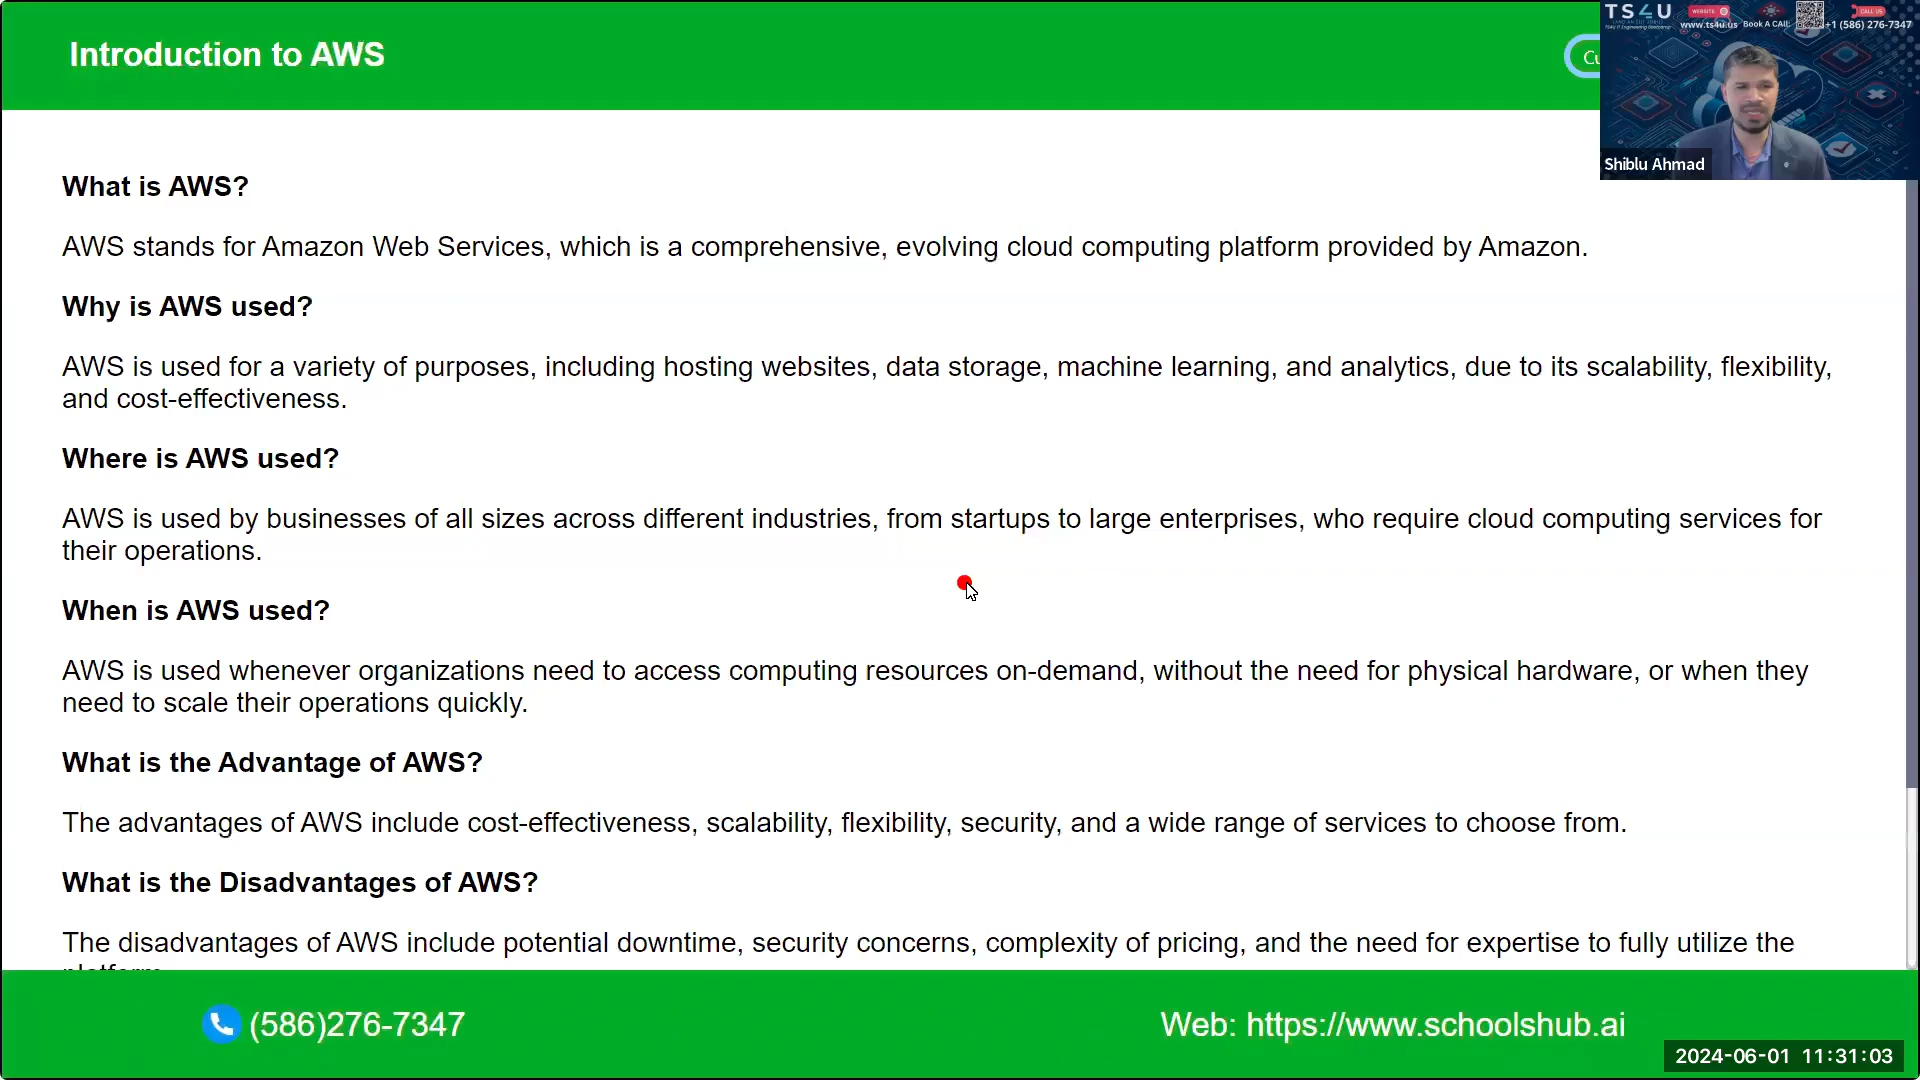 Introduction to AWS
Cu
TS4U
WEBSITE
www.ts4u.us
Book A CALL
CALL US
+1 (586) 276-7347
Shiblu Ahmad
What is AWS?
AWS stands for Amazon Web Services, which is a comprehensive, evolving cloud computing platform provided by Amazon.
Why is AWS used?
AWS is used for a variety of purposes, including hosting websites, data storage, machine learning, and analytics, due to its scalability, flexibility,
and cost-effectiveness.
Where is AWS used?
AWS is used by businesses of all sizes across different industries, from startups to large enterprises, who require cloud computing services for
their operations.
When is AWS used?
AWS is used whenever organizations need to access computing resources on-demand, without the need for physical hardware, or when they
need to scale their operations quickly.
What is the Advantage of AWS?
The advantages of AWS include cost-effectiveness, scalability, flexibility, security, and a wide range of services to choose from.
What is the Disadvantages of AWS?
The disadvantages of AWS include potential downtime, security concerns, complexity of pricing, and the need for expertise to fully utilize the
(586)276-7347
Web: https://www.schoolshub.ai
2024-06-01 11:31:03